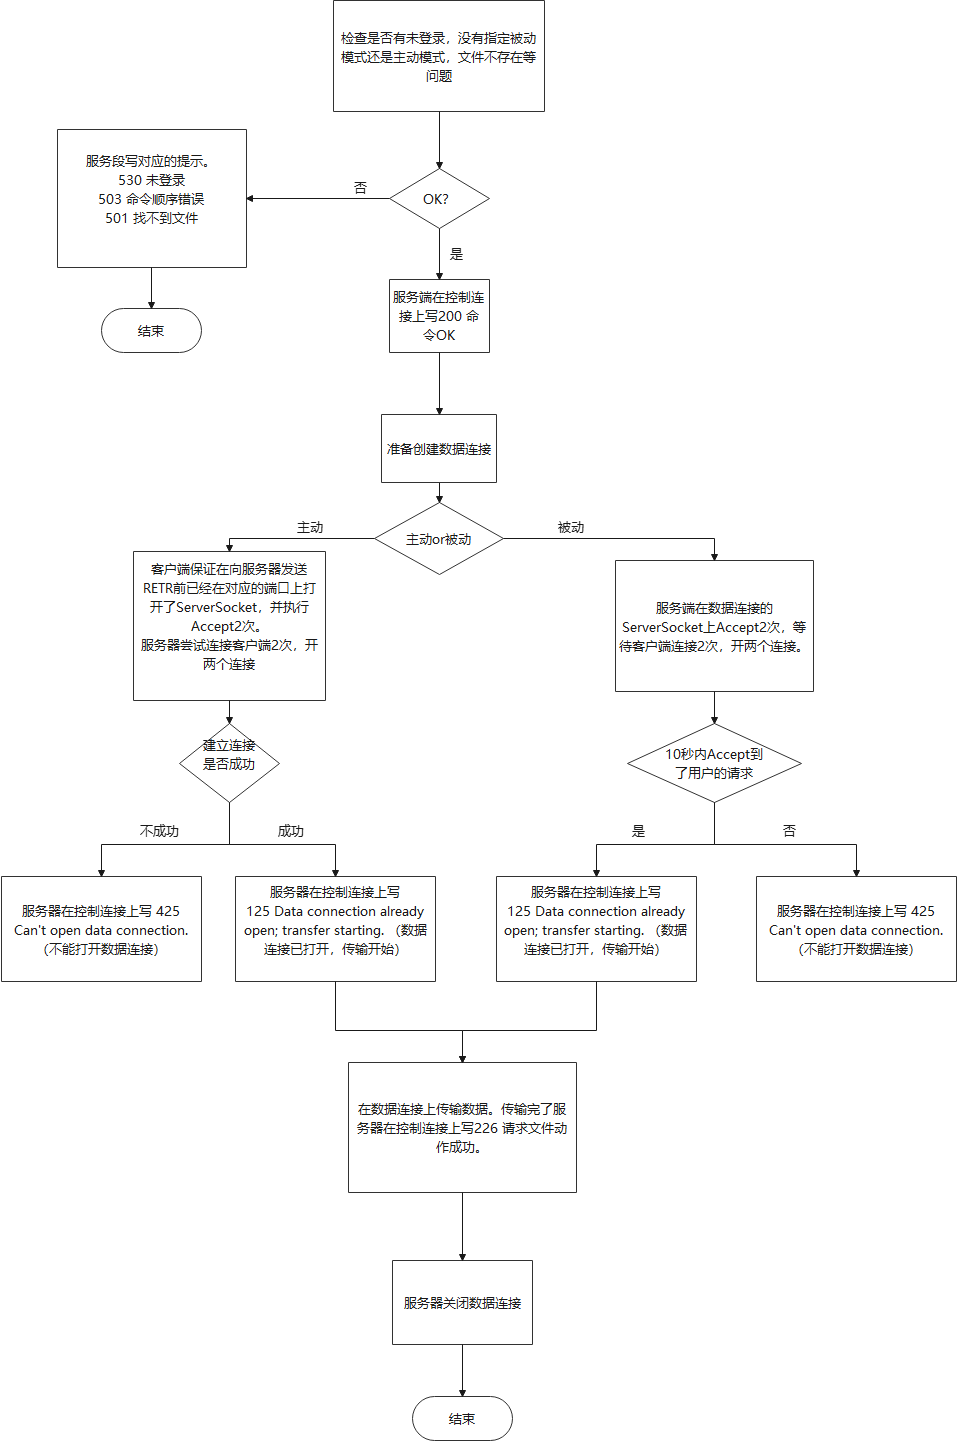 检查是否有未登录，没有指定被动
模式还是主动模式，文件不存在等
问题
服务段写对应的提示。
530 未登录
503 命令顺序错误
501 找不到文件
否
OK?
是
结束
服务端在控制连
接上写200 命
令OK
准备创建数据连接
主动
主动or被动
被动
客户端保证在向服务器发送
RETR前已经在对应的端口上打
开了ServerSocket，并执行
Accept2次。
服务器尝试连接客户端2次，开
两个连接
服务端在数据连接的
ServerSocket上Accept2次，等
待客户端连接2次，开两个连接。
建立连接
是否成功
10秒内Accept到
了用户的请求
不成功
成功
是
否
服务器在控制连接上写 425
Can't open data connection.
（不能打开数据连接）
服务器在控制连接上写
125 Data connection already
open; transfer starting. （数据
连接已打开，传输开始）
服务器在控制连接上写
125 Data connection already
open; transfer starting. （数据
连接已打开，传输开始）
服务器在控制连接上写 425
Can't open data connection.
（不能打开数据连接）
在数据连接上传输数据。传输完了服
务器在控制连接上写226 请求文件动
作成功。
服务器关闭数据连接
结束